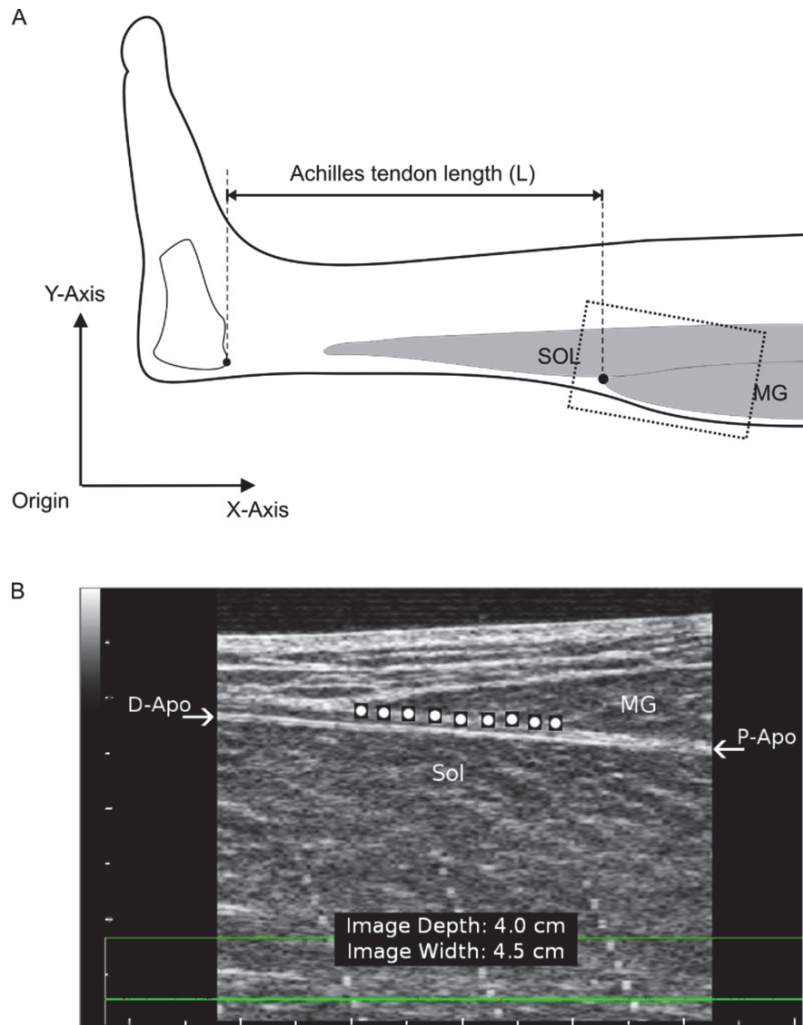 A
Achilles tendon length (L)
Y-Axis
SOL
MG
Origin
X-Axis
B
D-Apo
MG
P-Apo
Sol
Image Depth: 4.0 cm
Image Width: 4.5 cm